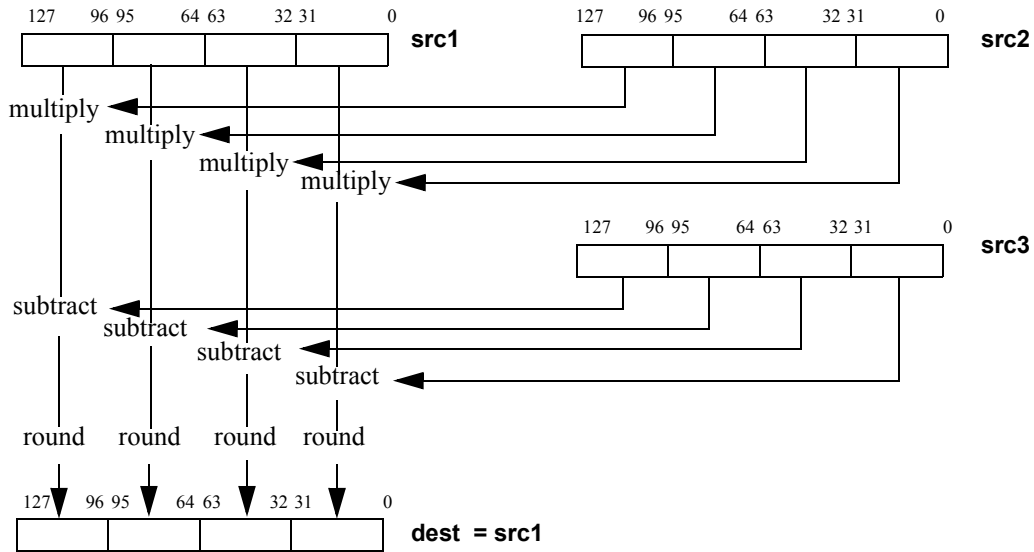 127 96 95 64 63 32 31 0
src1
127 96 95 64 63 32 31 0
src2
multiply
multiply
multiply
multiply
127 96 95 64 63 32 31 0
src3
subtract
subtract
subtract
subtract
round round round round
127 96 95 64 63 32 31 0
dest = src1